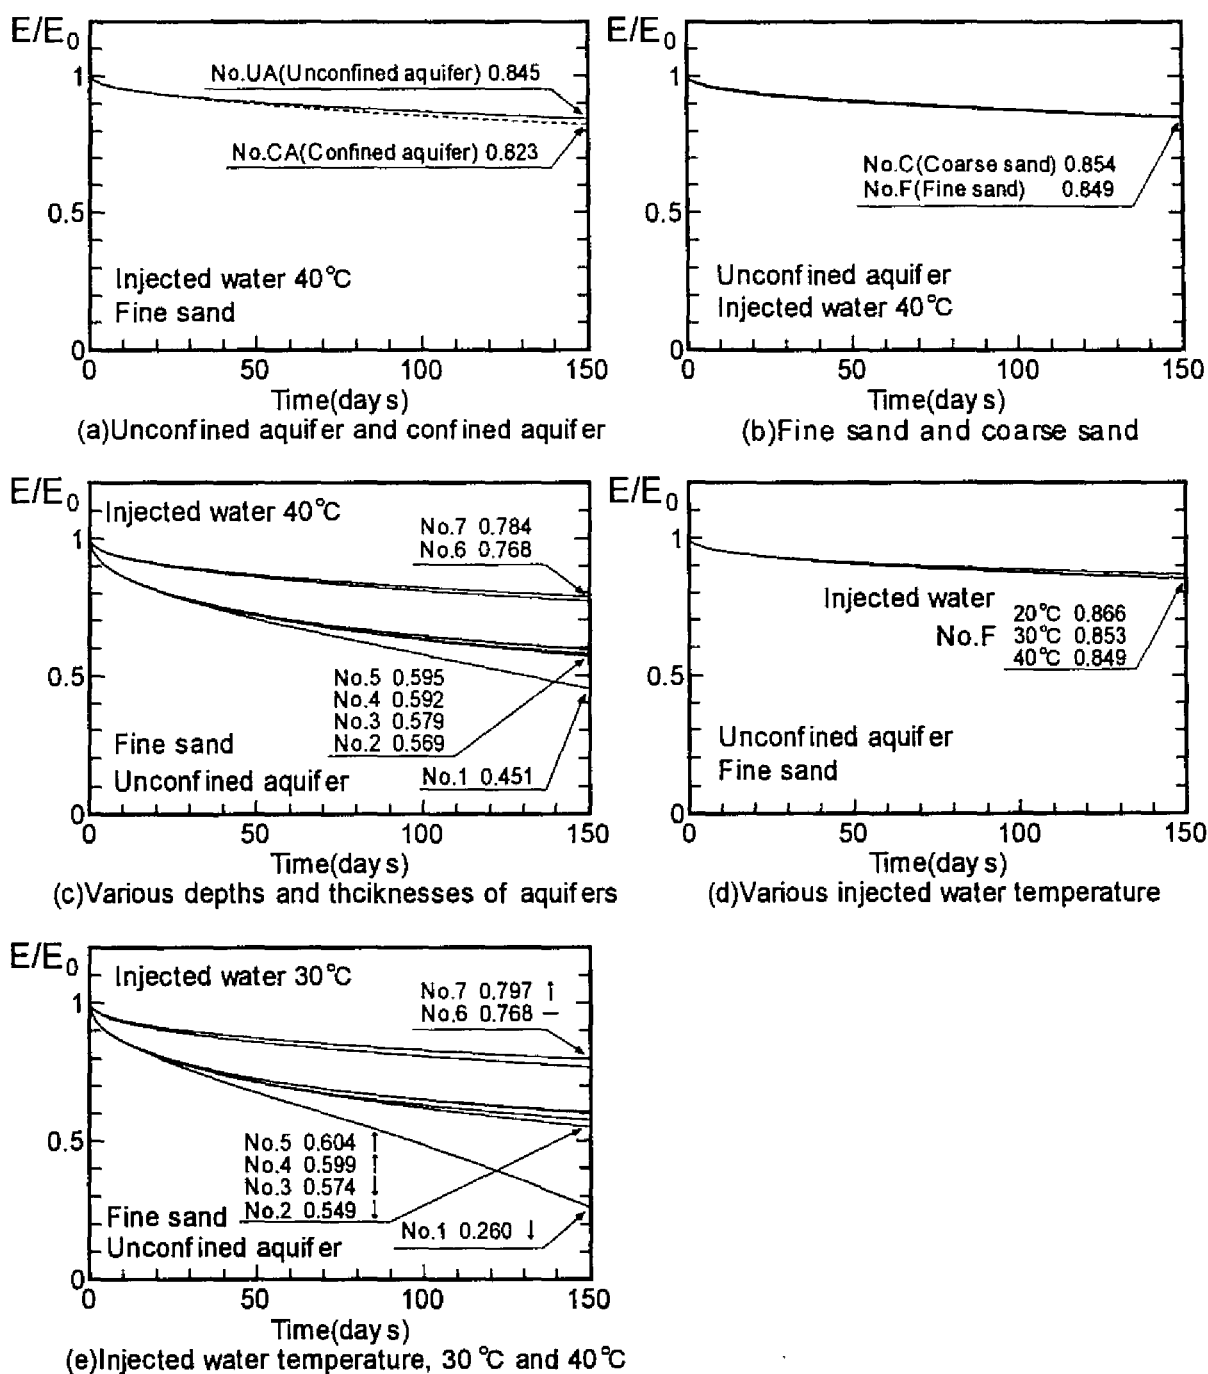 E/E0
1
0.5
0
No.UA(Unconfined aquifer) 0.845
No.CA(Confined aquifer) 0.823
Injected water 40°C
Fine sand
0 50 100 150
Time(days)
(a)Unconfined aquifer and confined aquifer
E/E0
1
0.5
0
No.C(Coarse sand) 0.854
No.F(Fine sand) 0.849
Unconfined aquifer
Injected water 40°C
0 50 100 150
Time(days)
(b)Fine sand and coarse sand
E/E0
1
0.5
0
Injected water 40°C
No.7 0.784
No.6 0.768
No.5 0.595
No.4 0.592
No.3 0.579
No.2 0.569
No.1 0.451
Fine sand
Unconfined aquifer
0 50 100 150
Time(days)
(c)Various depths and thciknesses of aquifers
E/E0
1
0.5
0
Injected water
No.F
20°C 0.866
30°C 0.853
40°C 0.849
Unconfined aquifer
Fine sand
0 50 100 150
Time(days)
(d)Various injected water temperature
E/E0
1
0.5
0
Injected water 30°C
No.7 0.797 ↑
No.6 0.768 −
No.5 0.604 ↑
No.4 0.599 ↑
No.3 0.574 ↓
No.2 0.549 ↓
No.1 0.260 ↓
Fine sand
Unconfined aquifer
0 50 100 150
Time(days)
(e)Injected water temperature, 30°C and 40°C